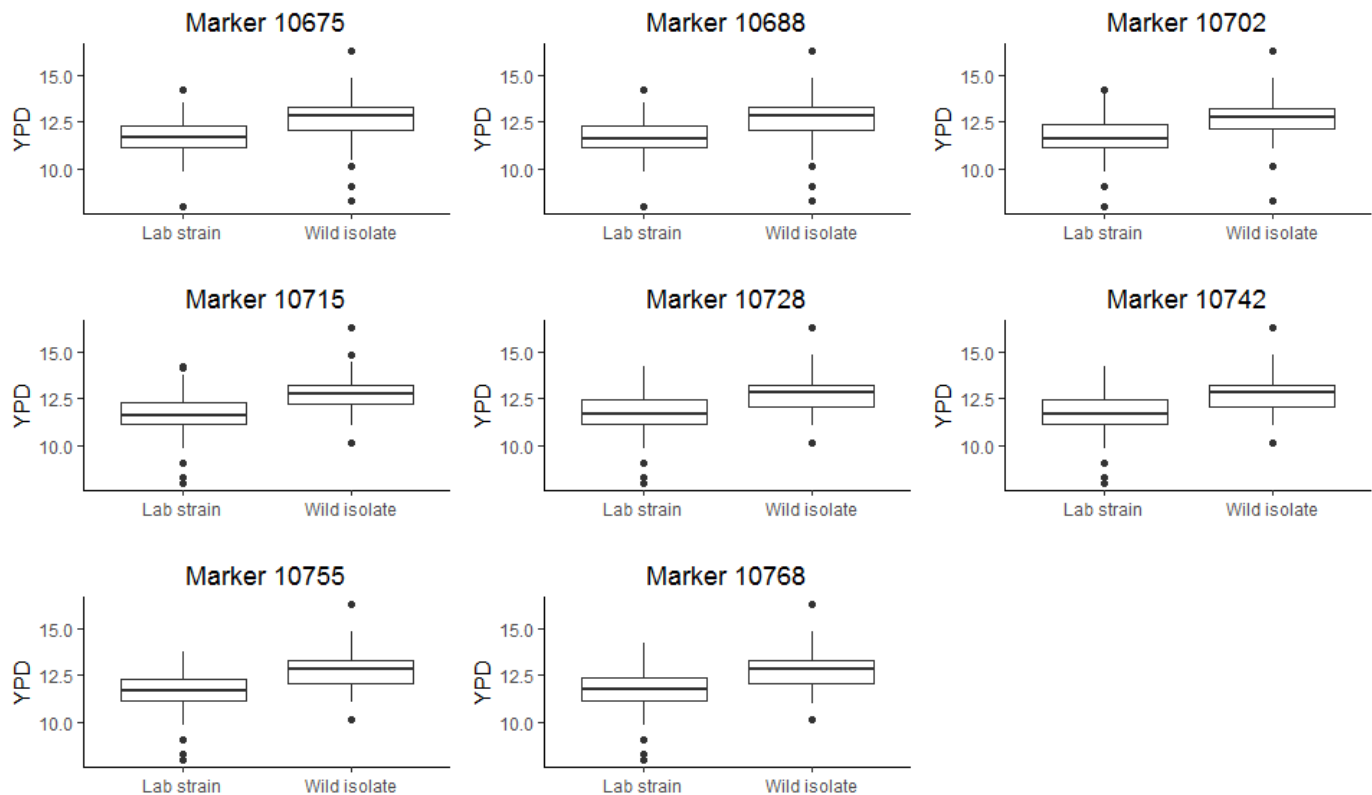 Marker 10675
Marker 10688
Marker 10702
YPD
15.0
12.5
10.0
YPD
15.0
12.5
10.0
YPD
15.0
12.5
10.0
Lab strain Wild isolate
Lab strain Wild isolate
Lab strain Wild isolate
Marker 10715
Marker 10728
Marker 10742
YPD
15.0
12.5
10.0
YPD
15.0
12.5
10.0
YPD
15.0
12.5
10.0
Lab strain Wild isolate
Lab strain Wild isolate
Lab strain Wild isolate
Marker 10755
Marker 10768
YPD
15.0
12.5
10.0
YPD
15.0
12.5
10.0
Lab strain Wild isolate
Lab strain Wild isolate